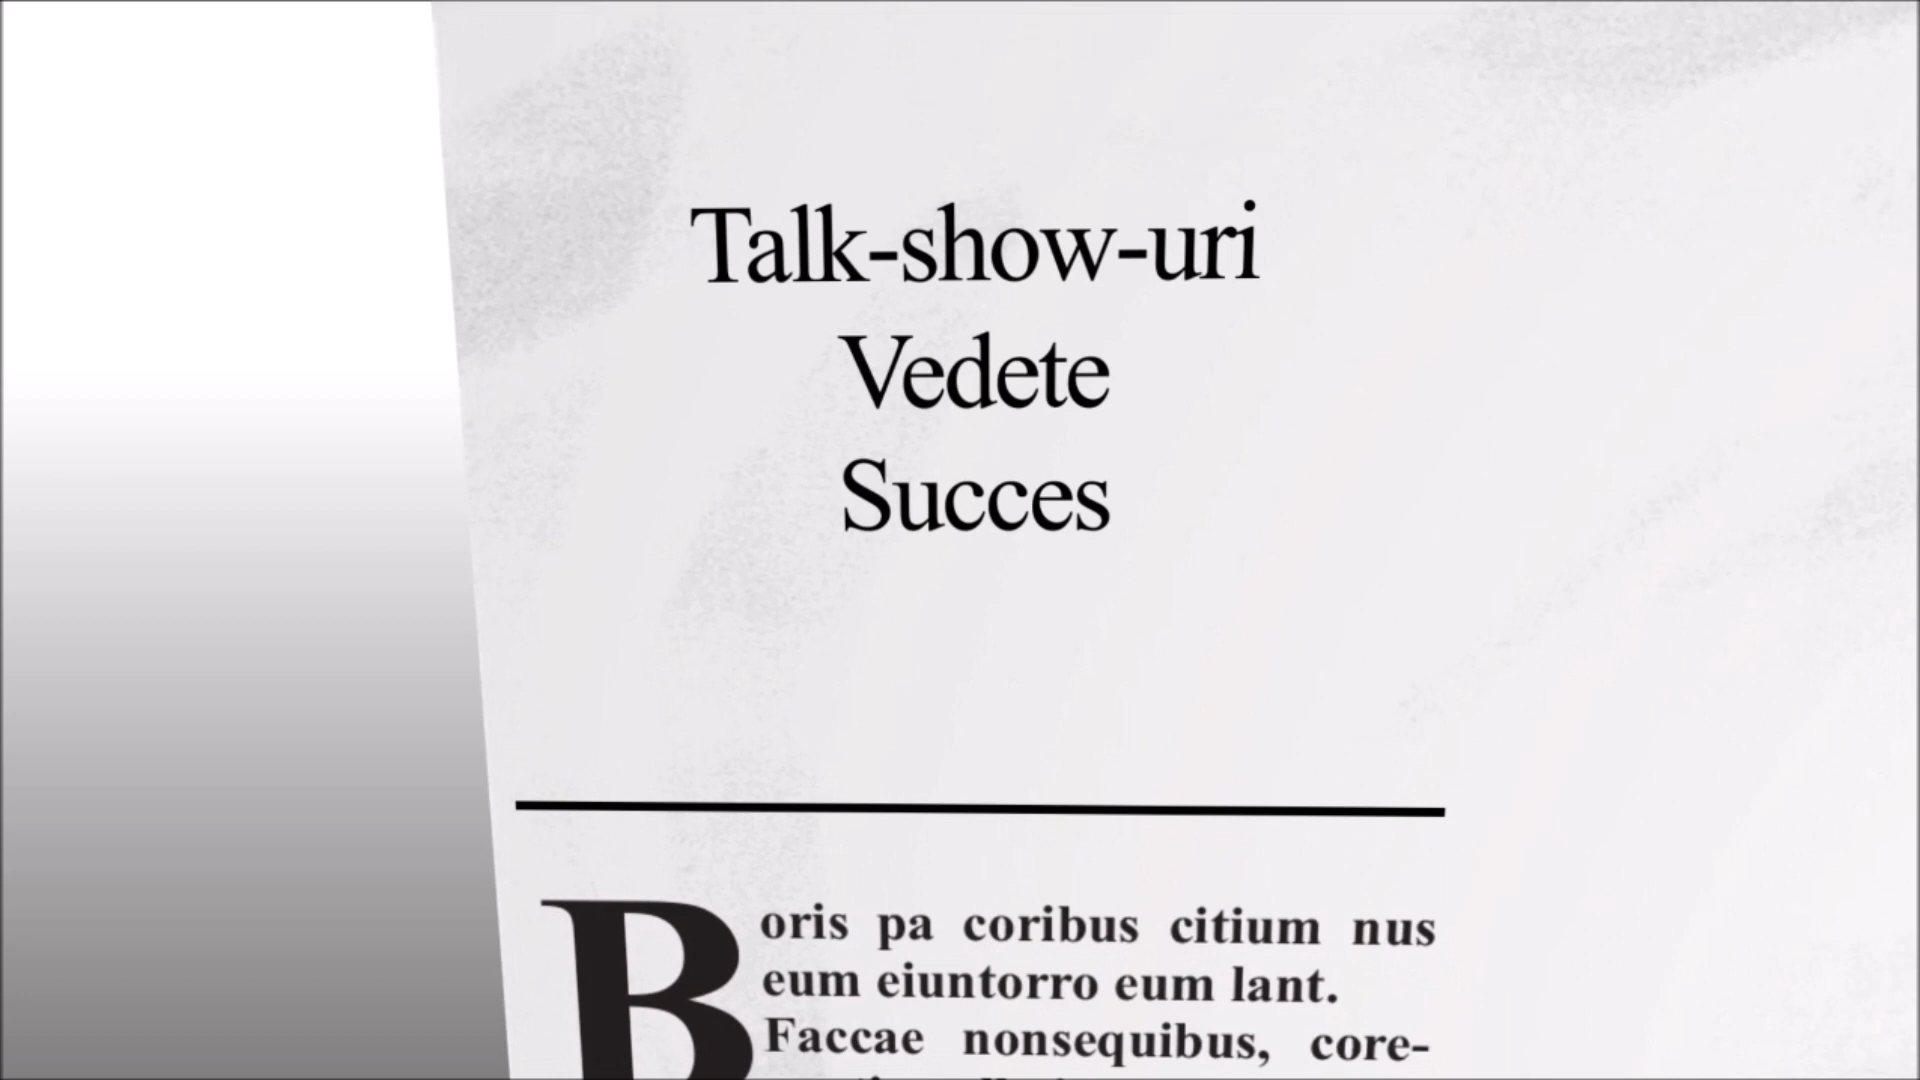 Talk-show-uri
Vedete
Succes
Boris pa coribus citium nus
eum eiuntorro eum lant.
Faccae nonsequibus, core-